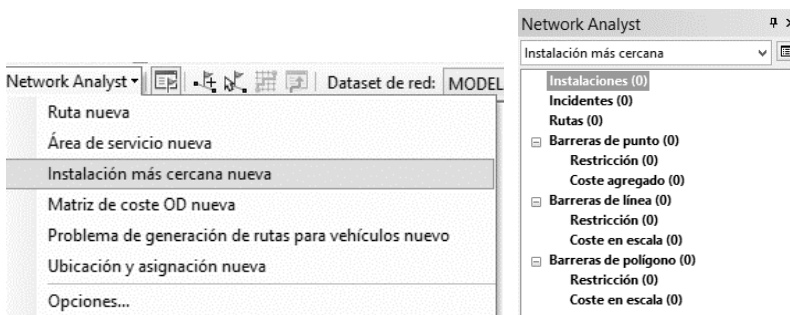 Network Analyst
Dataset de red: MODEL
Ruta nueva
Área de servicio nueva
Instalación más cercana nueva
Matriz de coste OD nueva
Problema de generación de rutas para vehículos nuevo
Ubicación y asignación nueva
Opciones...
Network Analyst
Instalación más cercana
Instalaciones (0)
Incidentes (0)
Rutas (0)
Barreras de punto (0)
Restricción (0)
Coste agregado (0)
Barreras de línea (0)
Restricción (0)
Coste en escala (0)
Barreras de polígono (0)
Restricción (0)
Coste en escala (0)